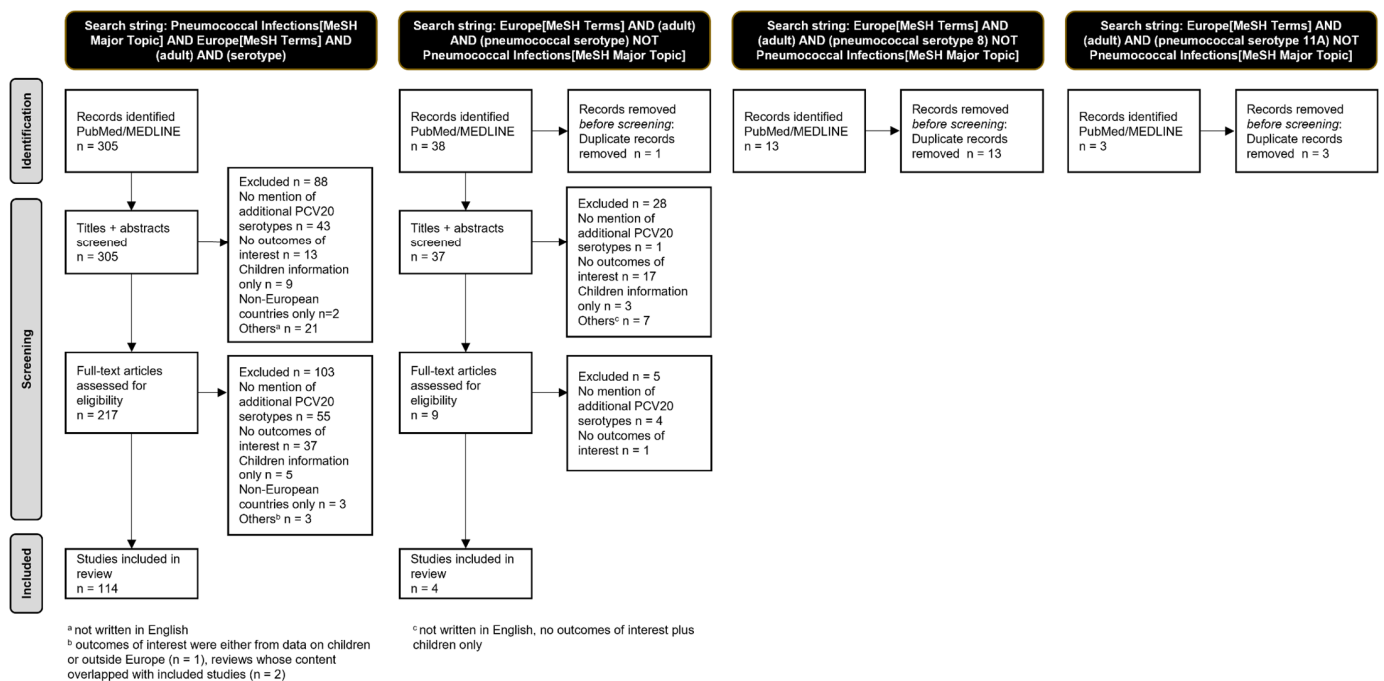 Search string: Pneumococcal Infections[MeSH
Major Topic] AND Europe[MeSH Terms] AND
(adult) AND (serotype)
Search string: Europe[MeSH Terms] AND (adult)
AND (pneumococcal serotype) NOT
Pneumococcal Infections[MeSH Major Topic]
Search string: Europe[MeSH Terms] AND
(adult) AND (pneumococcal serotype 8) NOT
Pneumococcal Infections[MeSH Major Topic]
Search string: Europe[MeSH Terms] AND
(adult) AND (pneumococcal serotype 11A) NOT
Pneumococcal Infections[MeSH Major Topic]
Identification
Records identified
PubMed/MEDLINE
n = 305
Records identified
PubMed/MEDLINE
n = 38
Records removed
before screening:
Duplicate records
removed n = 1
Records identified
PubMed/MEDLINE
n = 13
Records removed
before screening:
Duplicate records
removed n = 13
Records identified
PubMed/MEDLINE
n = 3
Records removed
before screening:
Duplicate records
removed n = 3
Screening
Titles + abstracts
screened
n = 305
Excluded n = 88
No mention of
additional PCV20
serotypes n = 43
No outcomes of
interest n = 13
Children information
only n = 9
Non-European
countries only n=2
Othersᵃ n = 21
Titles + abstracts
screened
n = 37
Excluded n = 28
No mention of
additional PCV20
serotypes n = 1
No outcomes of
interest n = 17
Children information
only n = 3
Othersᶜ n = 7
Full-text articles
assessed for
eligibility
n = 217
Excluded n = 103
No mention of
additional PCV20
serotypes n = 55
No outcomes of
interest n = 37
Children information
only n = 5
Non-European
countries only n = 3
Othersᵇ n = 3
Full-text articles
assessed for
eligibility
n = 9
Excluded n = 5
No mention of
additional PCV20
serotypes n = 4
No outcomes of
interest n = 1
Included
Studies included in
review
n = 114
Studies included in
review
n = 4
ᵃ not written in English
ᵇ outcomes of interest were either from data on children
or outside Europe (n = 1), reviews whose content
overlapped with included studies (n = 2)
ᶜ not written in English, no outcomes of interest plus
children only